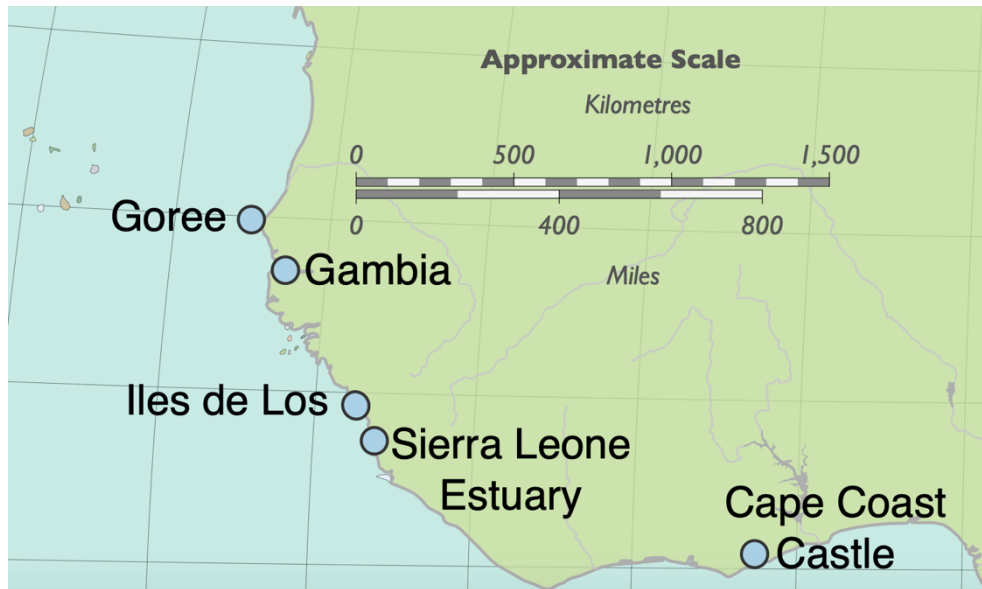 Approximate Scale
Kilometres
0 500 1,000 1,500
0 400 800
Miles
Goree
Gambia
Iles de Los
Sierra Leone
Estuary
Cape Coast
Castle